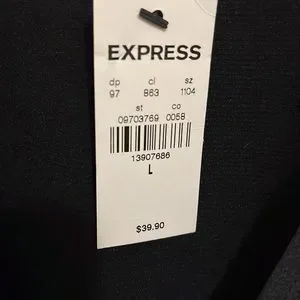 EXPRESS
dp cl sz
97 863 1104
st co
09703769 0058
13907686
L
$39.90